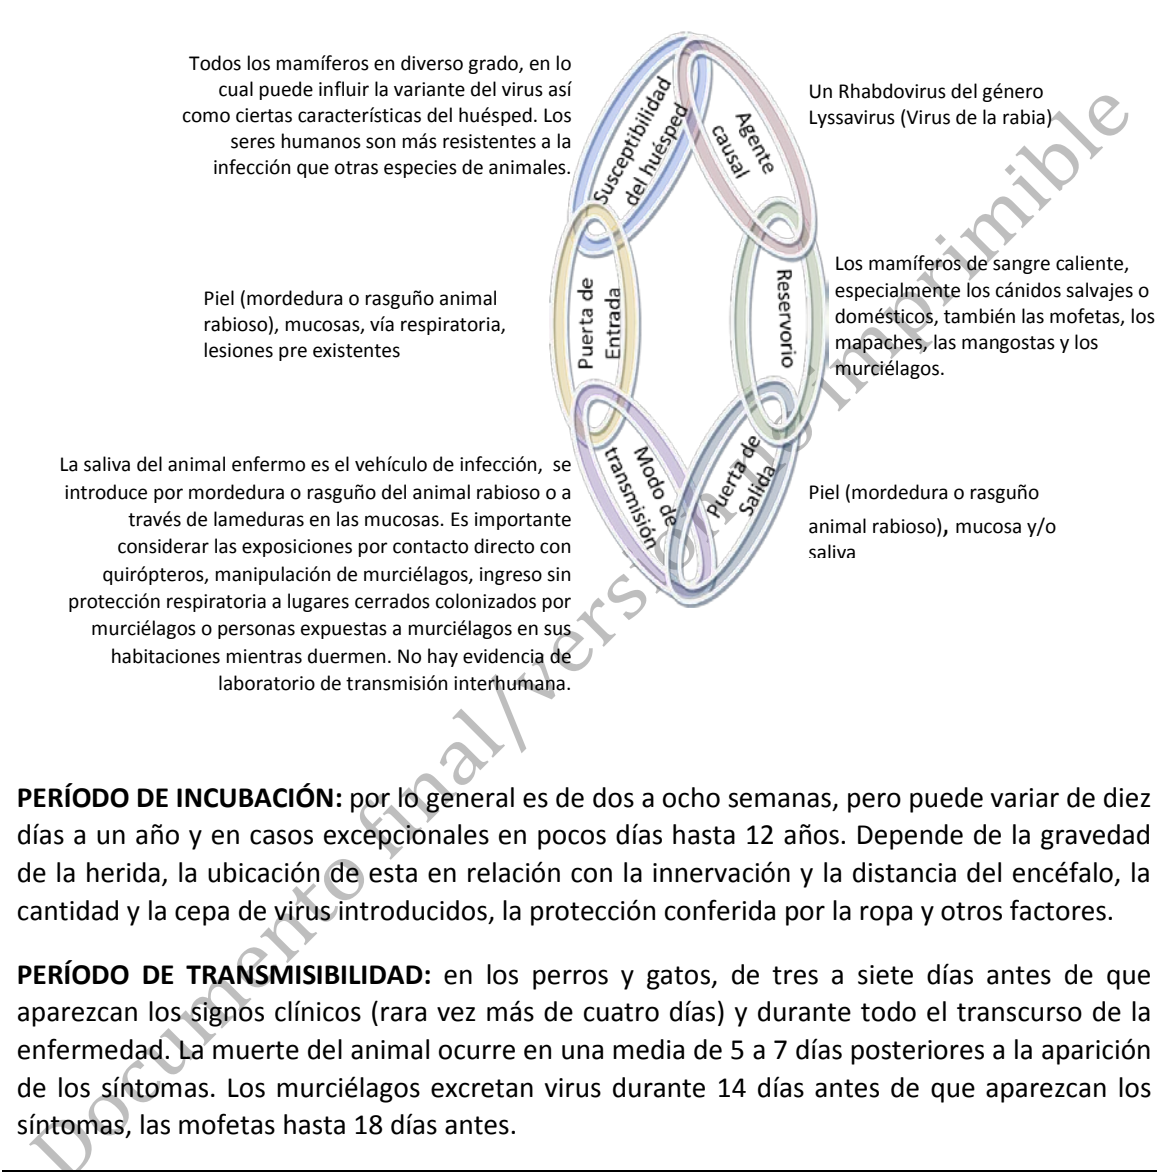 Todos los mamíferos en diverso grado, en lo
cual puede influir la variante del virus así
como ciertas características del huésped. Los
seres humanos son más resistentes a la
infección que otras especies de animales.
Susceptibilidad
del huésped
Agente
causal
Un Rhabdovirus del género
Lyssavirus (Virus de la rabia)
Piel (mordedura o rasguño animal
rabioso), mucosas, vía respiratoria,
lesiones pre existentes
Puerta de
Entrada
Reservorio
Los mamíferos de sangre caliente,
especialmente los cánidos salvajes o
domésticos, también las mofetas, los
mapaches, las mangostas y los
murciélagos.
La saliva del animal enfermo es el vehículo de infección, se
introduce por mordedura o rasguño del animal rabioso o a
través de lameduras en las mucosas. Es importante
considerar las exposiciones por contacto directo con
quirópteros, manipulación de murciélagos, ingreso sin
protección respiratoria a lugares cerrados colonizados por
murciélagos o personas expuestas a murciélagos en sus
habitaciones mientras duermen. No hay evidencia de
laboratorio de transmisión interhumana.
Modo de
transmisión
Puerta de
Salida
Piel (mordedura o rasguño
animal rabioso), mucosa y/o
saliva
PERÍODO DE INCUBACIÓN: por lo general es de dos a ocho semanas, pero puede variar de diez
días a un año y en casos excepcionales en pocos días hasta 12 años. Depende de la gravedad
de la herida, la ubicación de esta en relación con la innervación y la distancia del encéfalo, la
cantidad y la cepa de virus introducidos, la protección conferida por la ropa y otros factores.
PERÍODO DE TRANSMISIBILIDAD: en los perros y gatos, de tres a siete días antes de que
aparezcan los signos clínicos (rara vez más de cuatro días) y durante todo el transcurso de la
enfermedad. La muerte del animal ocurre en una media de 5 a 7 días posteriores a la aparición
de los síntomas. Los murciélagos excretan virus durante 14 días antes de que aparezcan los
síntomas, las mofetas hasta 18 días antes.
Documento final/versión no imprimible